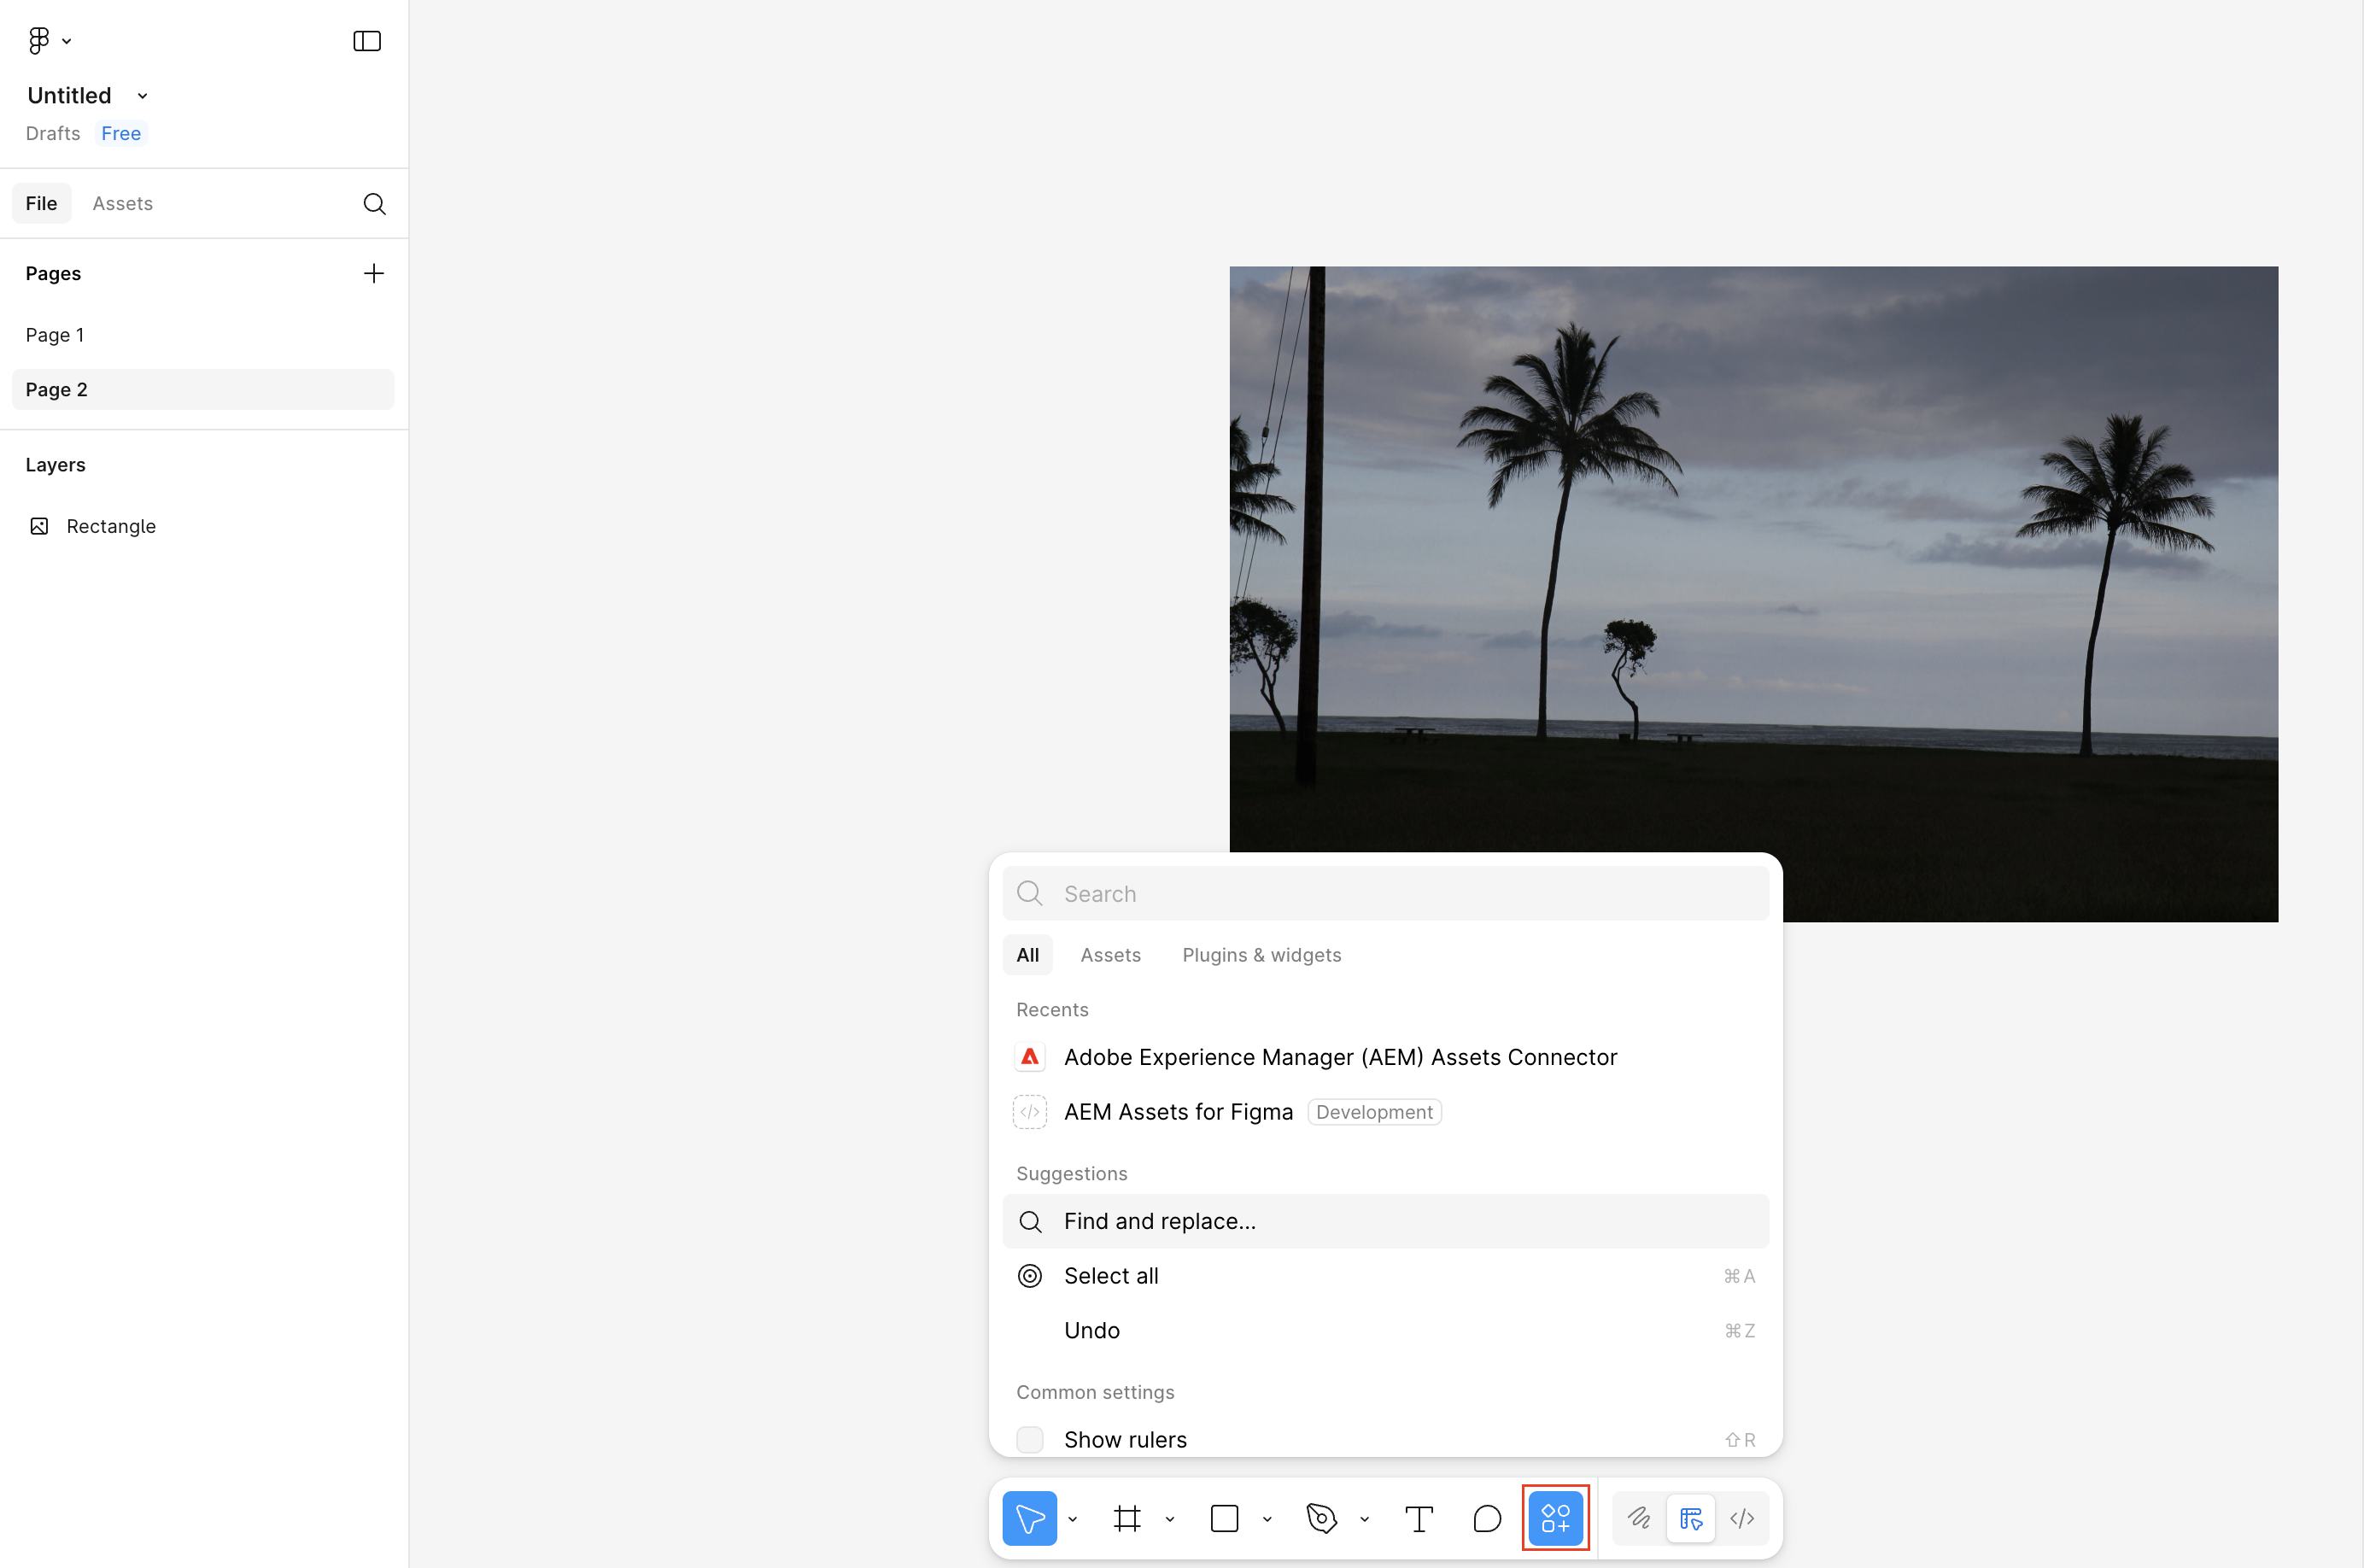 Untitled
Drafts Free
File Assets
Pages
Page 1
Page 2
Layers
Rectangle
Search
All Assets Plugins & widgets
Recents
Adobe Experience Manager (AEM) Assets Connector
AEM Assets for Figma Development
Suggestions
Find and replace...
Select all ⌘A
Undo ⌘Z
Common settings
Show rulers ⇧R